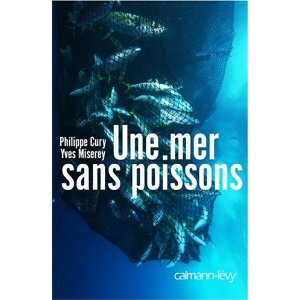 Philippe Cury
Yves Miserey
Une mer
sans poissons
calmann-lévy